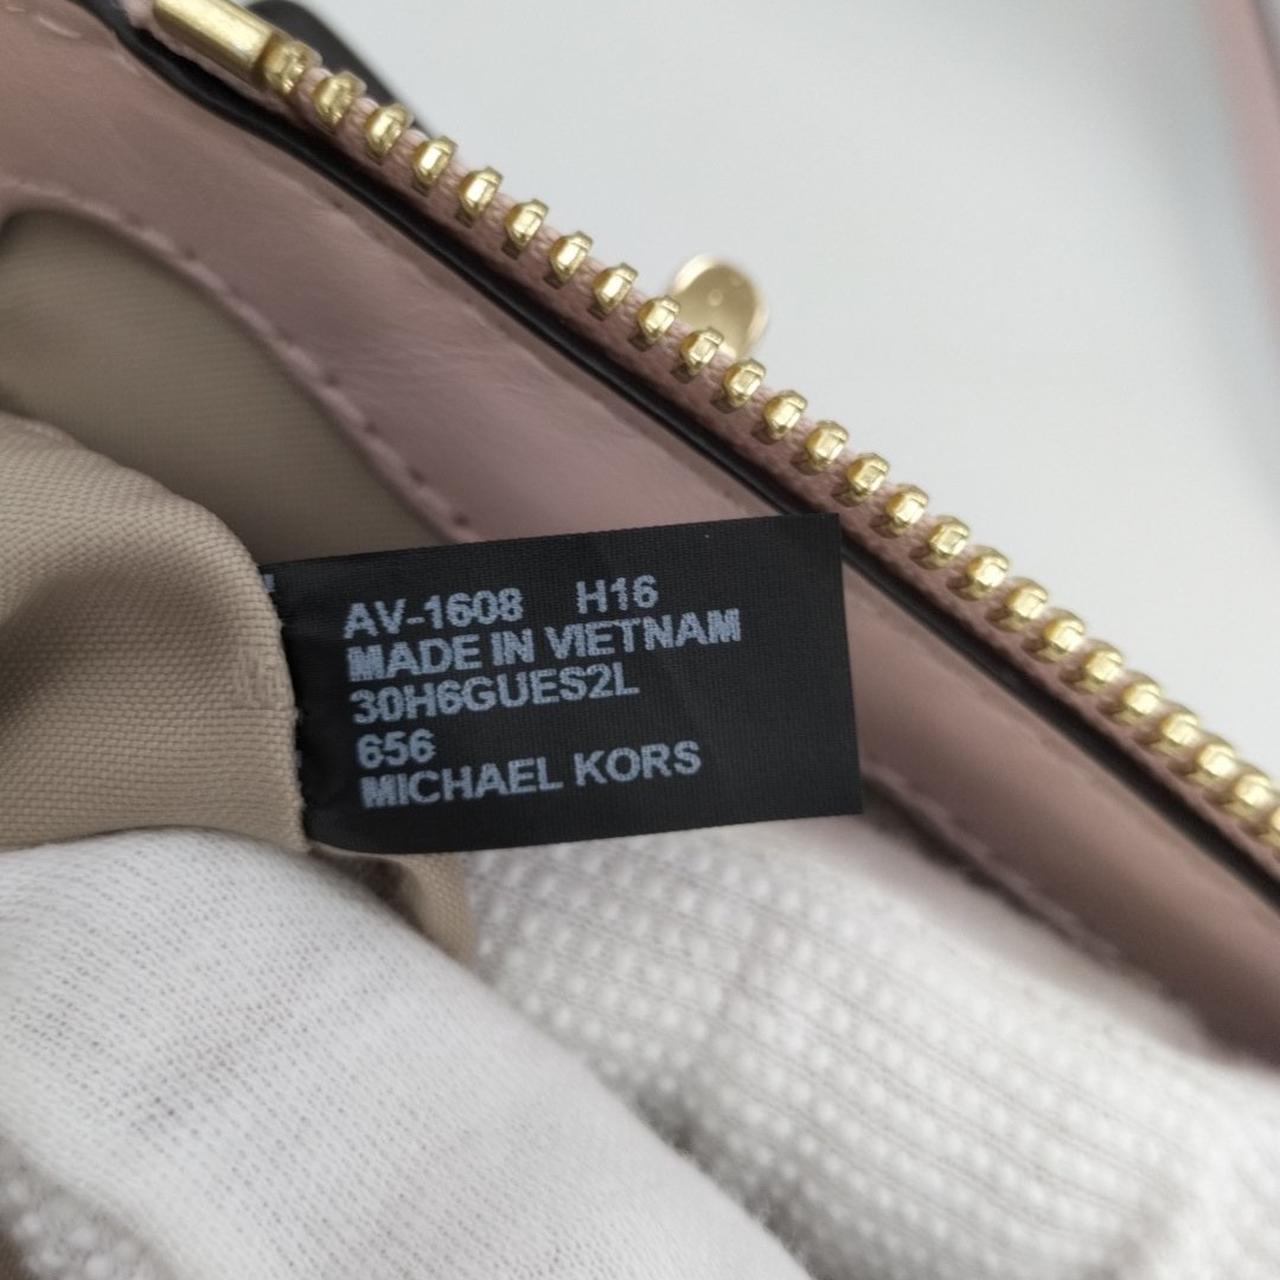 AV-1608 H16
MADE IN VIETNAM
30H6GUES2L
656
MICHAEL KORS